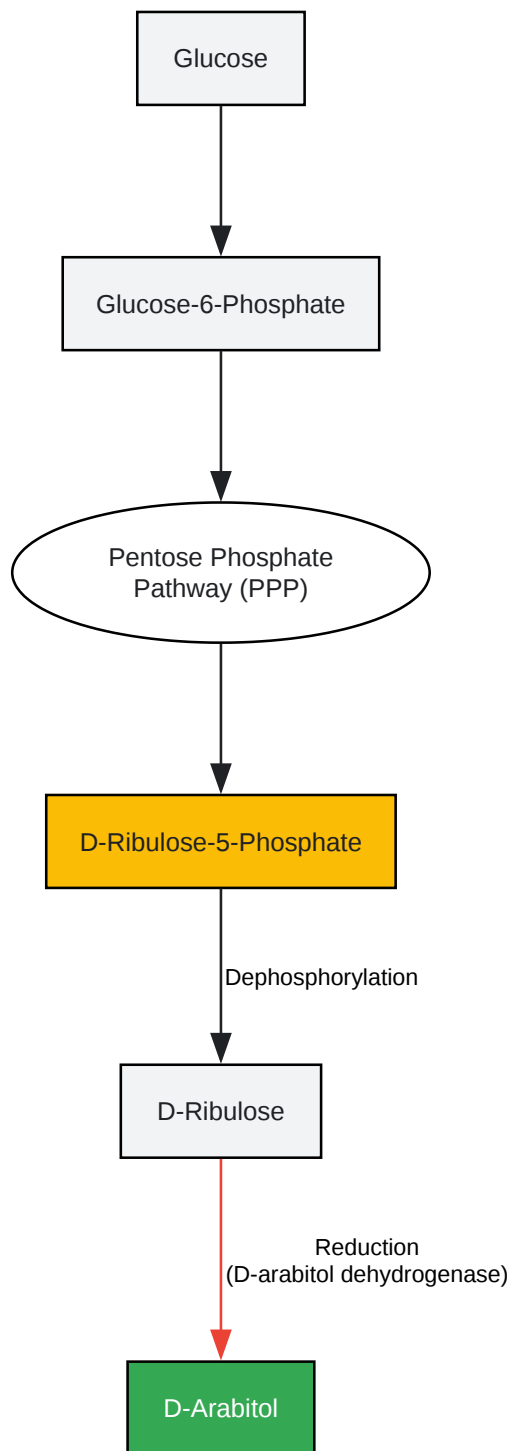 Glucose
Glucose-6-Phosphate
Pentose Phosphate
Pathway (PPP)
D-Ribulose-5-Phosphate
Dephosphorylation
D-Ribulose
Reduction
(D-arabitol dehydrogenase)
D-Arabitol